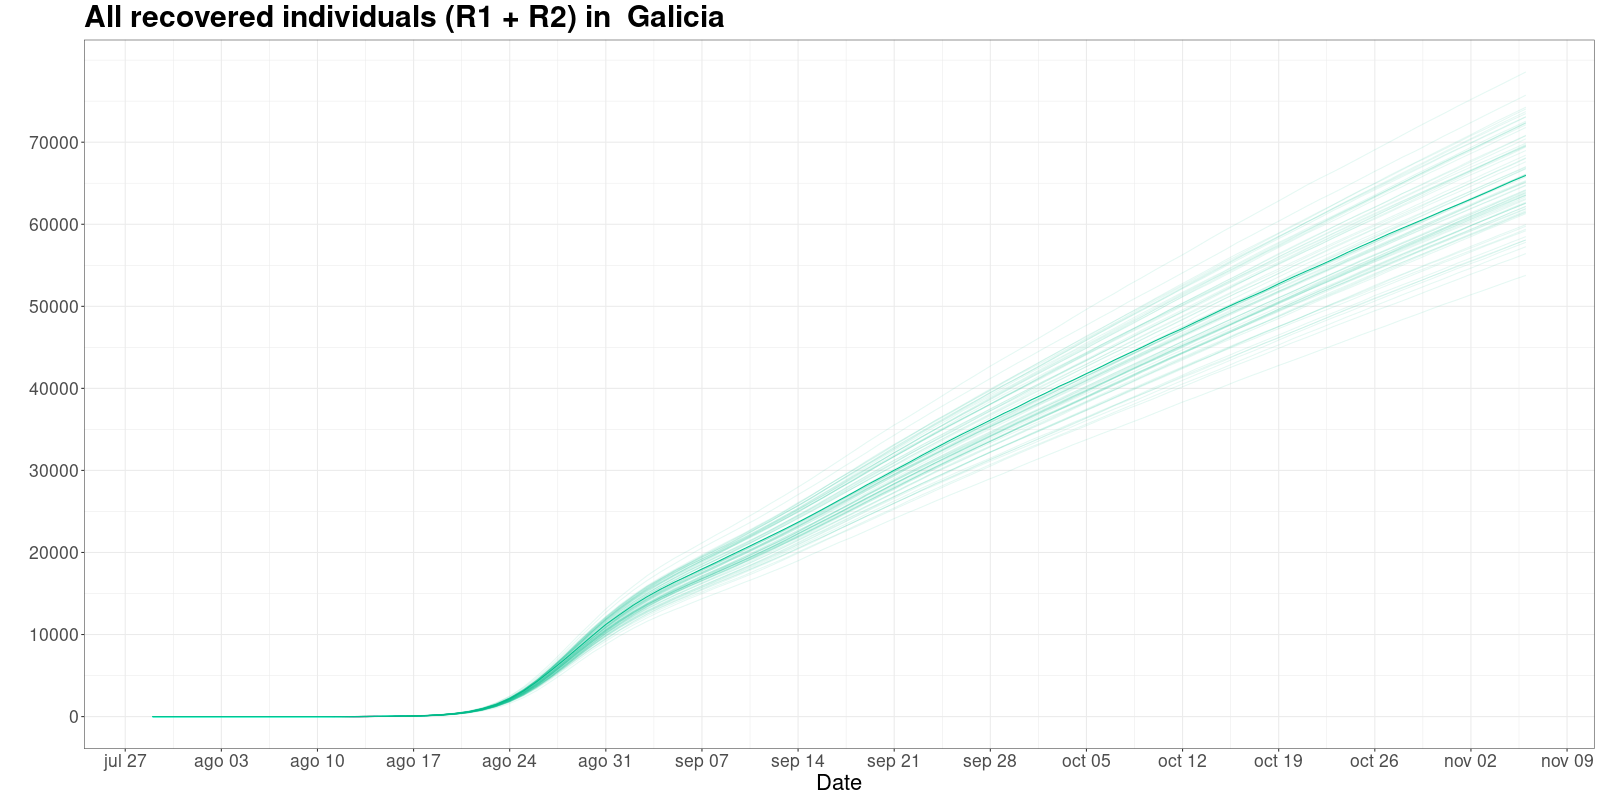 All recovered individuals (R1 + R2) in  Galicia
70000
60000
50000
40000
30000
20000
10000
0
jul 27 ago 03 ago 10 ago 17 ago 24 ago 31 sep 07 sep 14 sep 21 sep 28 oct 05 oct 12 oct 19 oct 26 nov 02 nov 09
Date